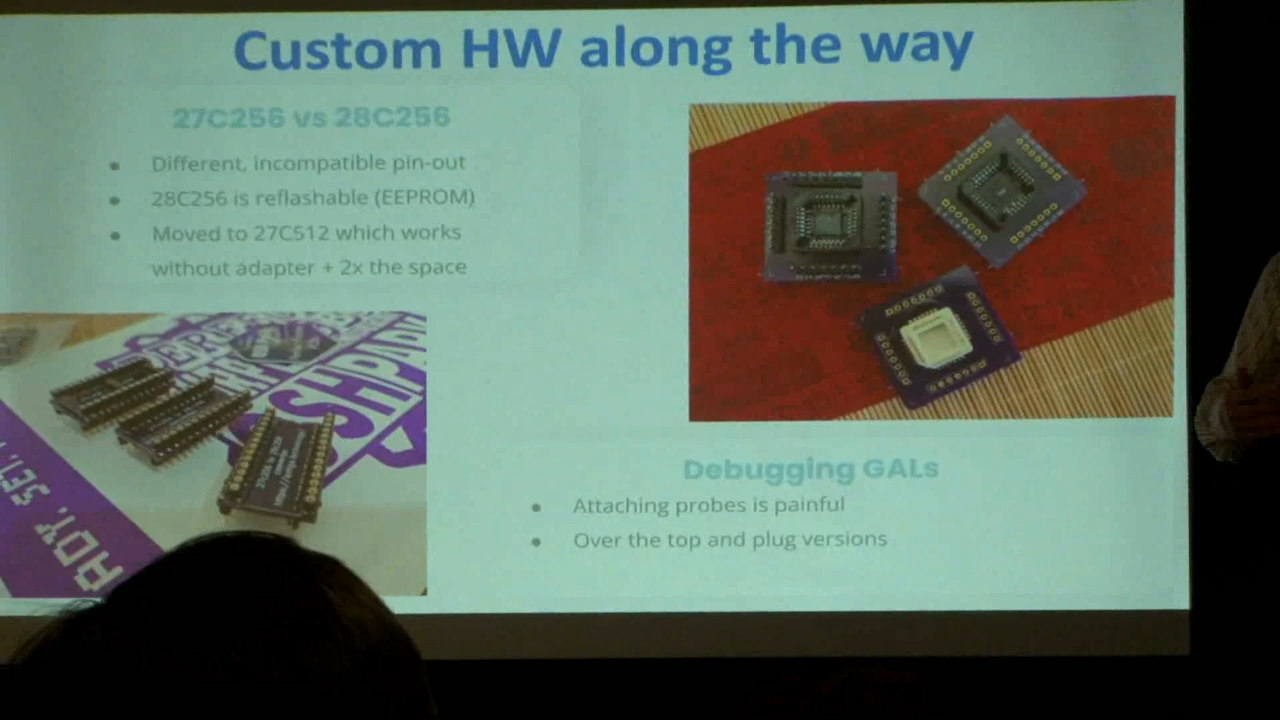 Custom HW along the way
27C256 vs 28C256
Different, incompatible pin-out
28C256 is reflashable (EEPROM)
Moved to 27C512 which works
without adapter + 2x the space
Debugging GALs
Attaching probes is painful
Over the top and plug versions